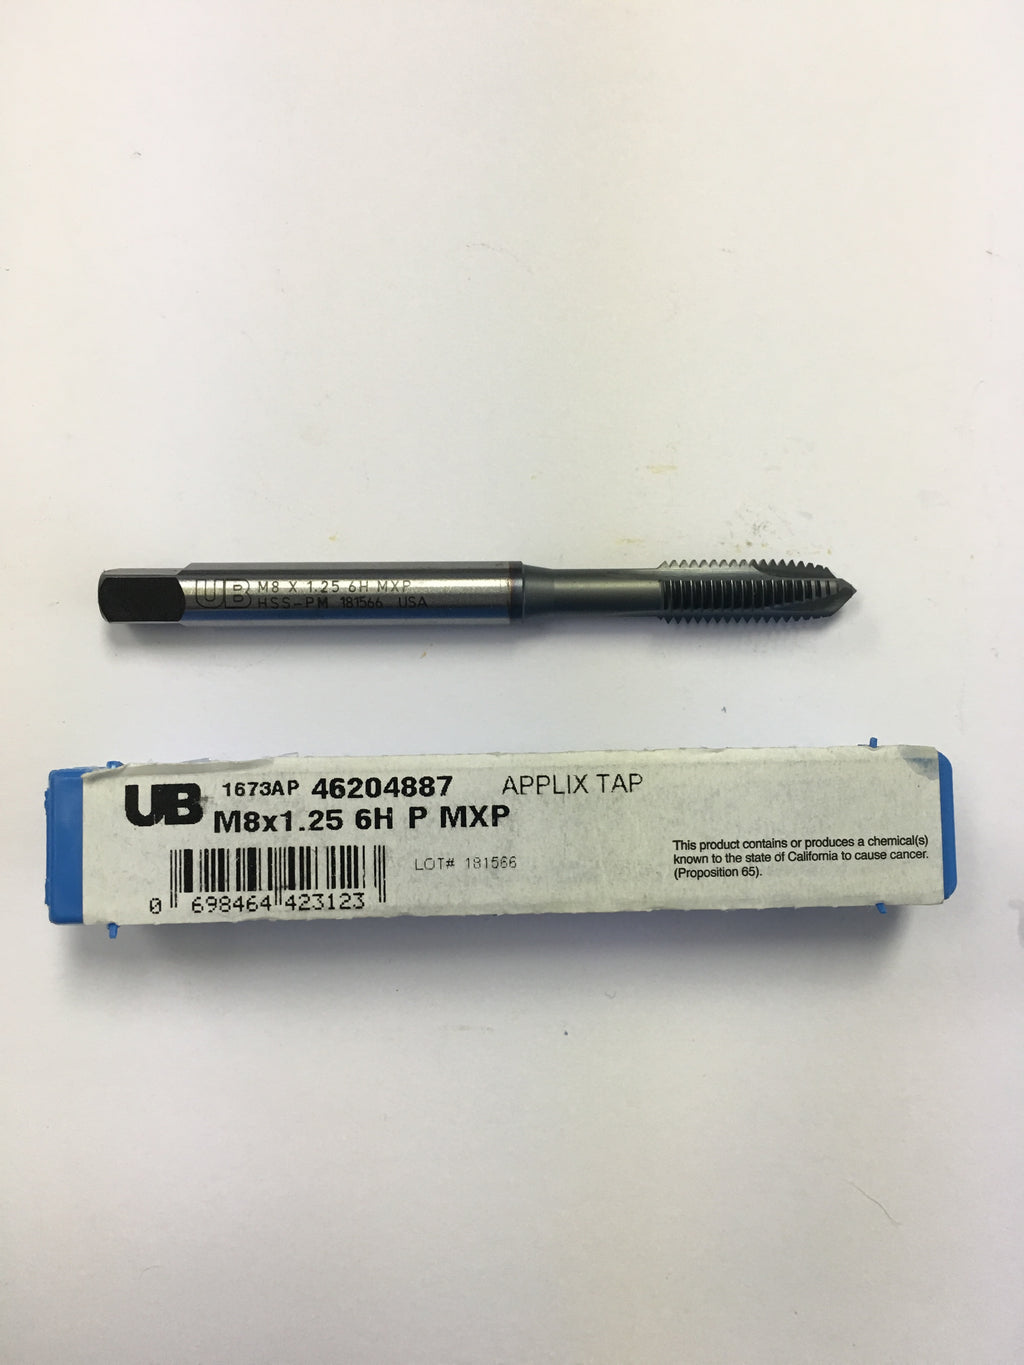 UB M8 X 1.25 6H MXP
HSS-PM 181566 USA
UB 1673AP 46204887 APPLIX TAP
M8x1.25 6H P MXP
LOT# 181566
0 698464 423123
This product contains or produces a chemical(s)
known to the state of California to cause cancer.
(Proposition 65).